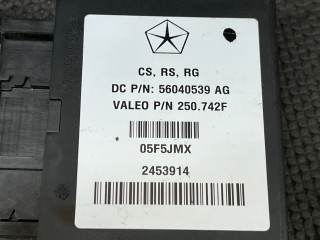 CS, RS, RG
DC P/N: 56040539 AG
VALEO P/N 250.742F
05F5JMX
2453914